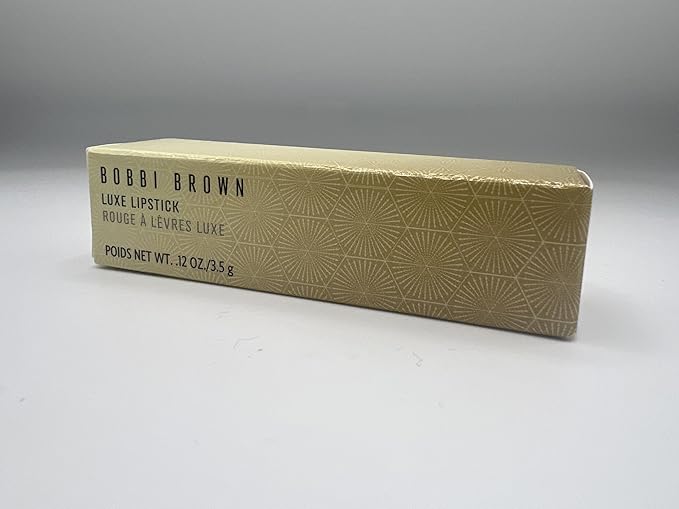 BOBBI BROWN
LUXE LIPSTICK
ROUGE À LÈVRES LUXE
POIDS NET WT. .12 OZ./3.5 g